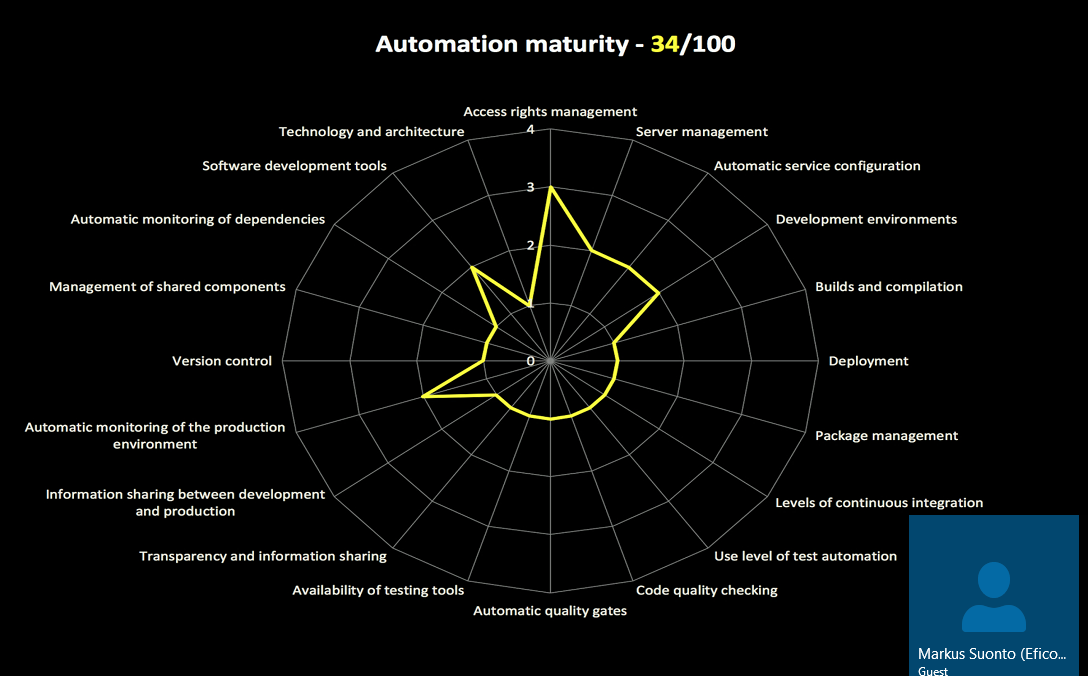 Automation maturity - 34/100
Access rights management
Technology and architecture
4
Server management
Software development tools
Automatic service configuration
3
Automatic monitoring of dependencies
Development environments
2
Management of shared components
Builds and compilation
1
Version control
0
Deployment
Automatic monitoring of the production
environment
Package management
Information sharing between development
and production
Levels of continuous integration
Transparency and information sharing
Use level of test automation
Availability of testing tools
Code quality checking
Automatic quality gates
Markus Suonto (Efico...
Guest